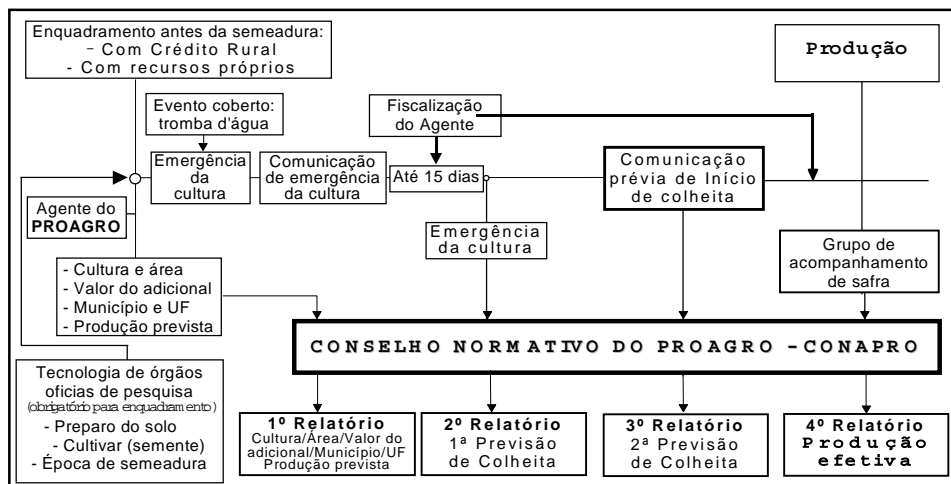 Enquadramento antes da semeadura:
- Com Crédito Rural
- Com recursos próprios
Produção
Evento coberto:
tromba d'água
Fiscalização
do Agente
Emergência
da
cultura
Comunicação
de emergência
da cultura
Até 15 dias
Comunicação
prévia de Início
de colheita
Agente do
PROAGRO
Emergência
da cultura
Grupo de
acompanhamento
de safra
- Cultura e área
- Valor do adicional
- Município e UF
- Produção prevista
CONSELHO NORMATIVO DO PROAGRO - CONAPRO
Tecnologia de órgãos
oficias de pesquisa
(obrigatório para enquadramento)
- Preparo do solo
- Cultivar (semente)
- Época de semeadura
1º Relatório
Cultura/Área/Valor do
adicional/Município/UF
Produção prevista
2º Relatório
1ª Previsão
de Colheita
3º Relatório
2ª Previsão
de Colheita
4º Relatório
Produção
efetiva